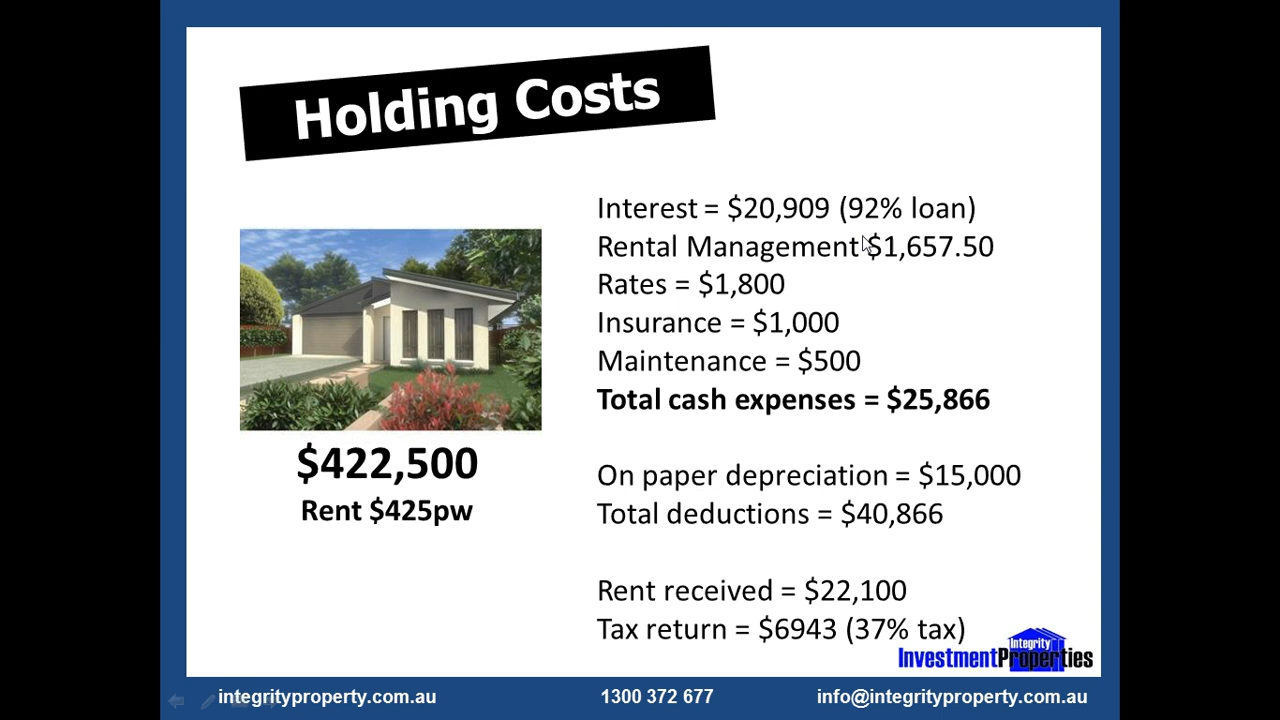 Holding Costs
Interest = $20,909 (92% loan)
Rental Management $1,657.50
Rates = $1,800
Insurance = $1,000
Maintenance = $500
Total cash expenses = $25,866
$422,500
Rent $425pw
On paper depreciation = $15,000
Total deductions = $40,866
Rent received = $22,100
Tax return = $6943 (37% tax)
Integrity
InvestmentProperties
integrityproperty.com.au
1300 372 677
info@integrityproperty.com.au